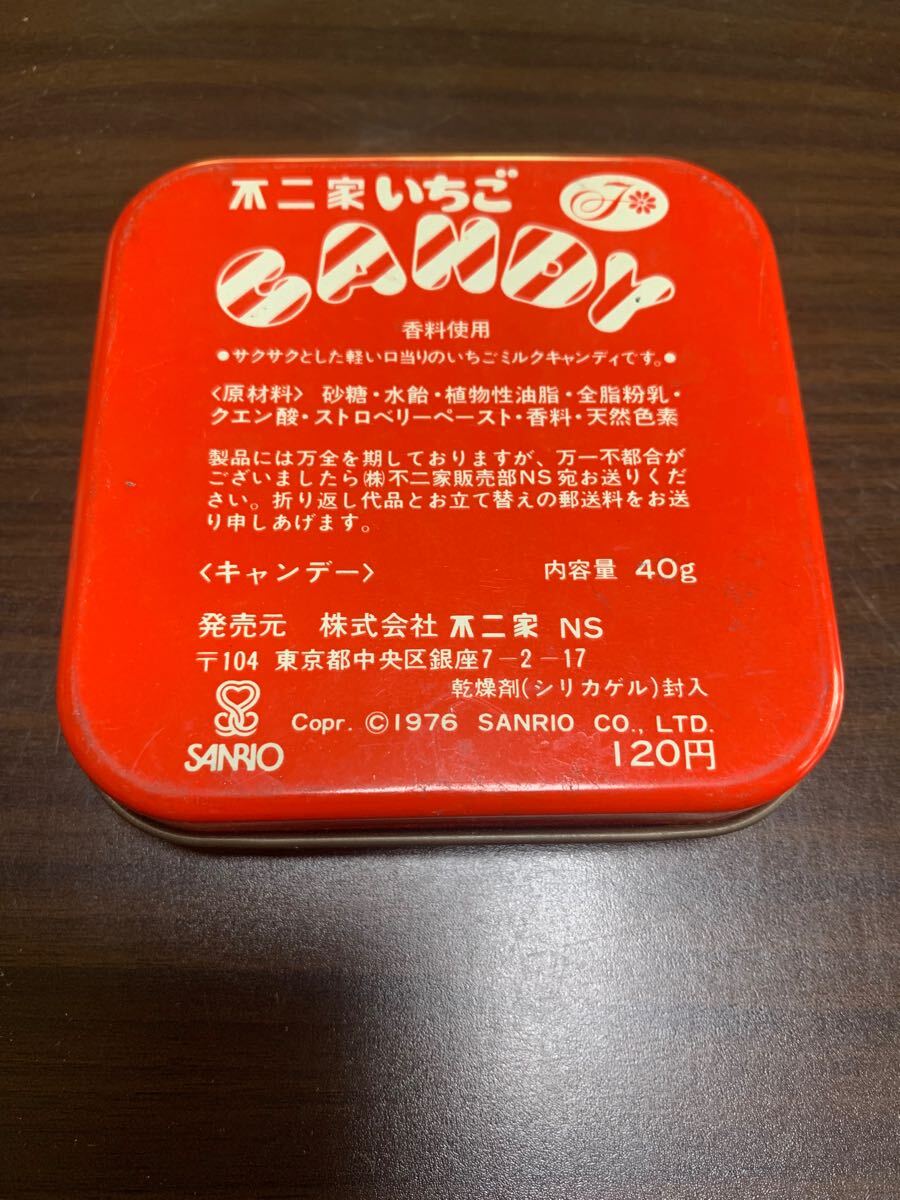 不二家いちご
F
CANDY
香料使用
●サクサクとした軽い口当りのいちごミルクキャンディです。●
〈原材料〉 砂糖・水飴・植物性油脂・全脂粉乳・
クエン酸・ストロベリーペースト・香料・天然色素
製品には万全を期しておりますが、万一不都合が
ございましたら㈱不二家販売部NS宛お送りくだ
さい。折り返し代品とお立て替えの郵送料をお送
り申しあげます。
〈キャンデー〉 内容量 40g
発売元 株式会社 不二家 NS
〒104 東京都中央区銀座7-2-17
乾燥剤(シリカゲル)封入
Copr. ©1976 SANRIO CO., LTD.
SANRIO 120円